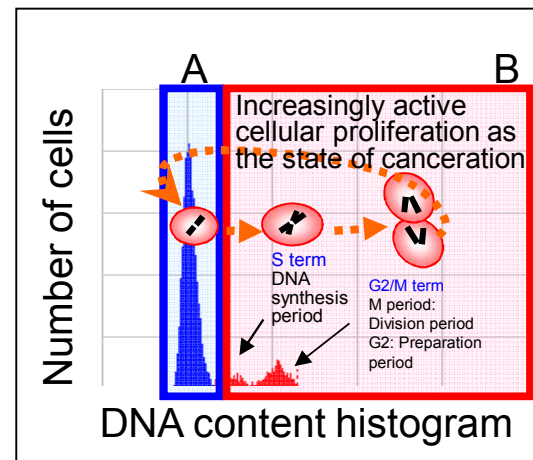 A
B
Increasingly active
cellular proliferation as
the state of canceration
Number of cells
S term
DNA
synthesis
period
G2/M term
M period:
Division period
G2: Preparation
period
DNA content histogram